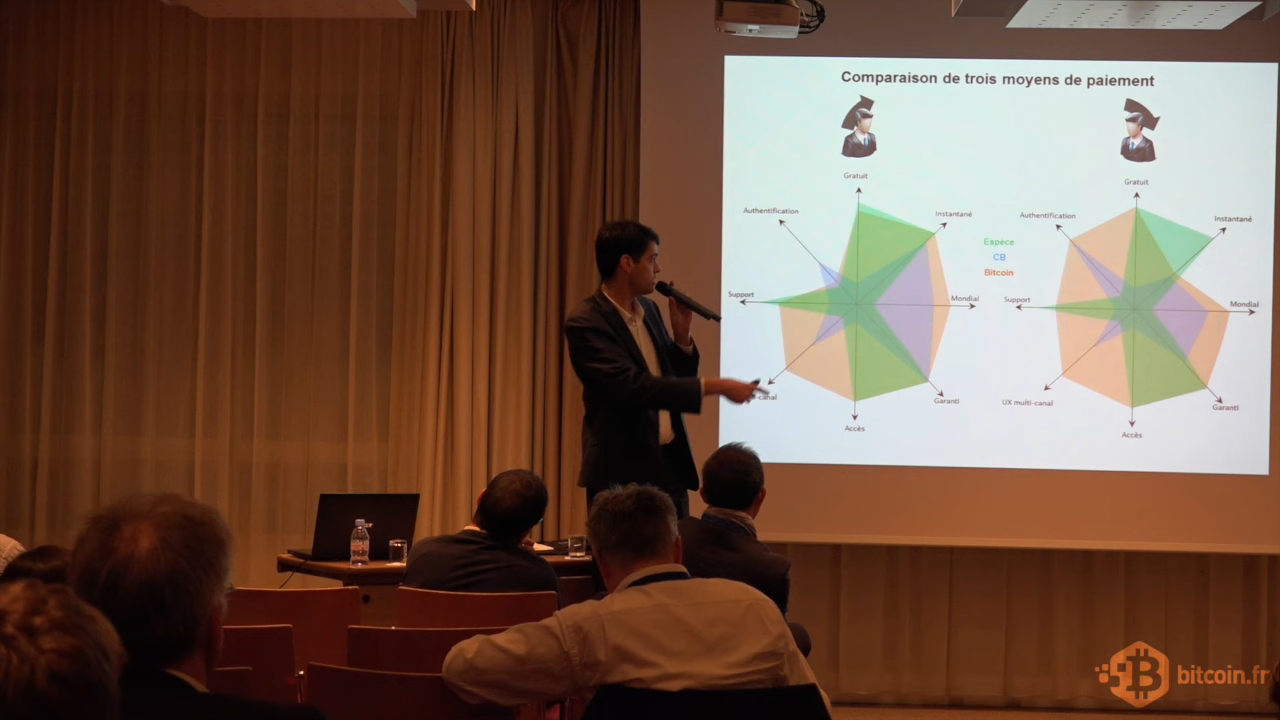 Comparaison de trois moyens de paiement
Gratuit
Authentification
Instantané
Support
Mondial
-canal
Garanti
Accès
Espèce
CB
Bitcoin
Gratuit
Authentification
Instantané
Support
Mondial
UX multi-canal
Garanti
Accès
bitcoin.fr